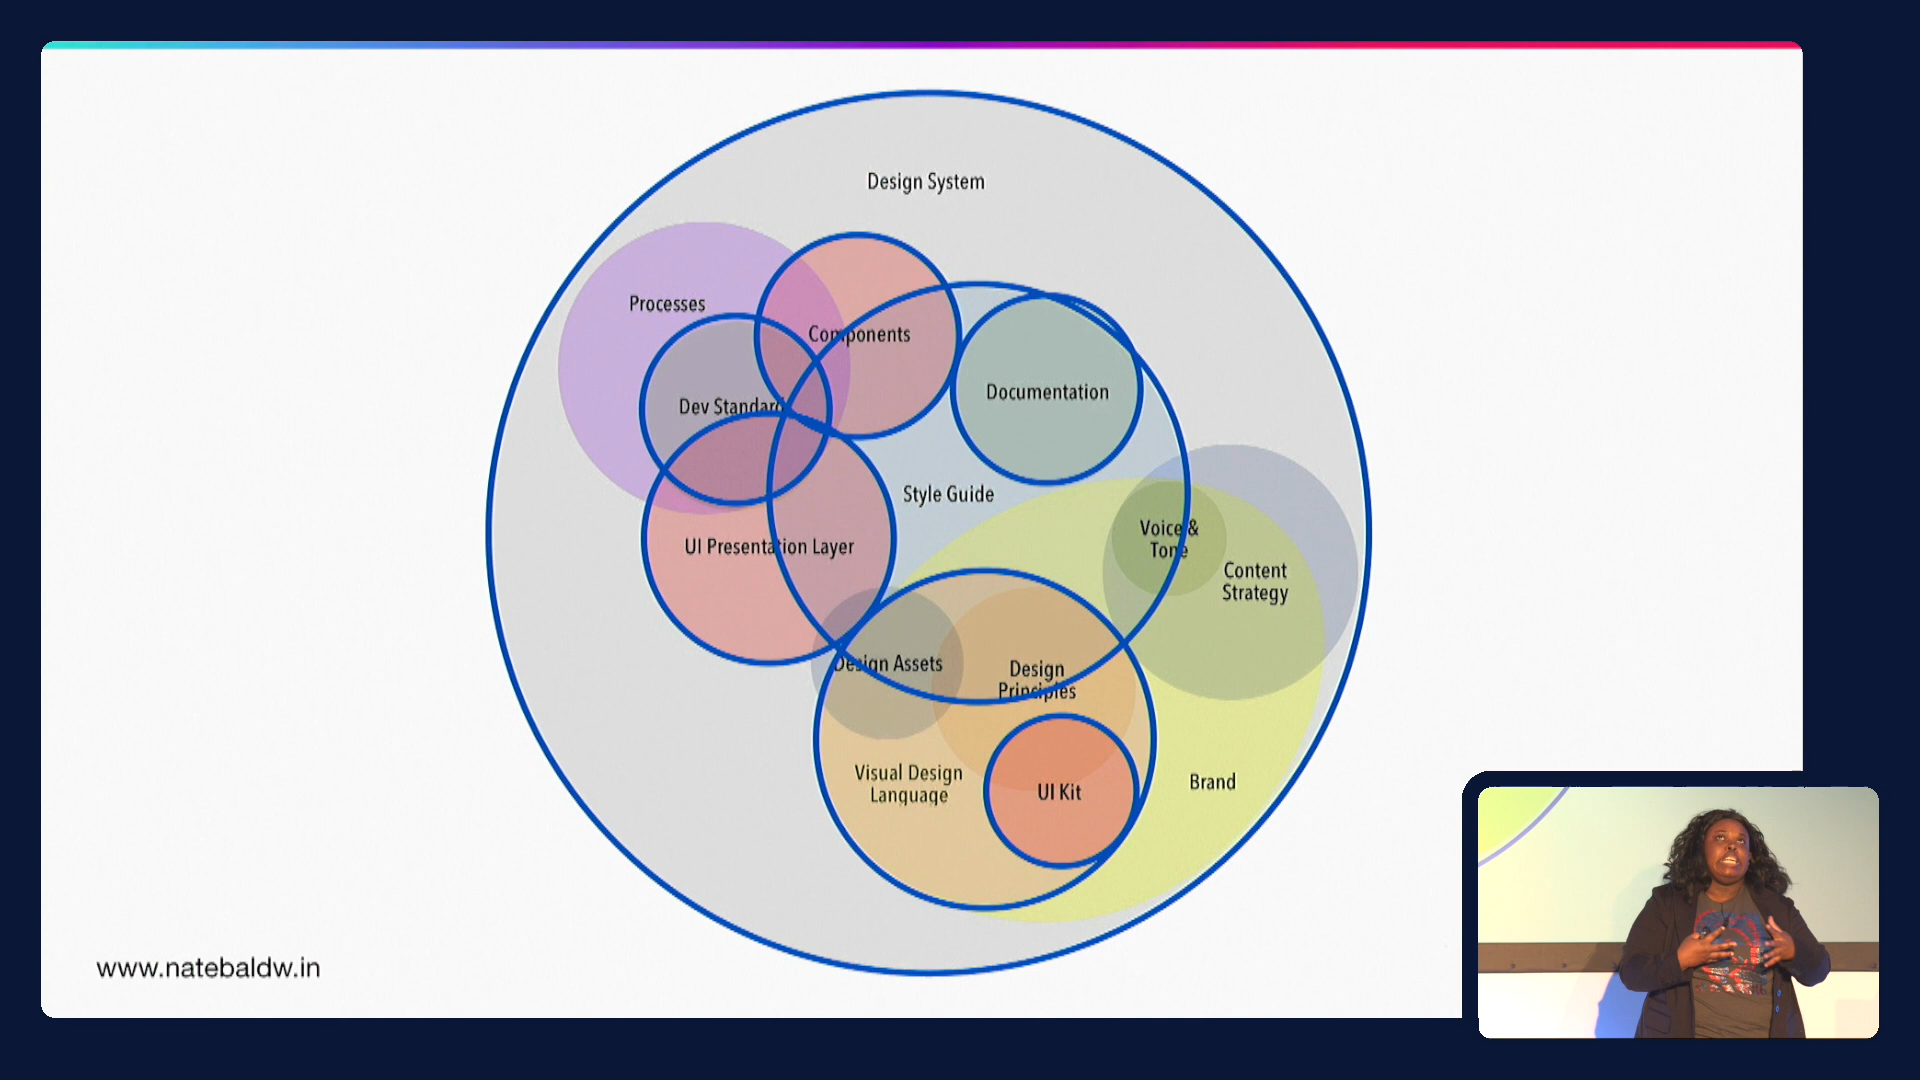 Design System
Processes
Components
Dev Standard
Documentation
Style Guide
Voice &
Tone
UI Presentation Layer
Content
Strategy
Design Assets
Design
Principles
Visual Design
Language
UI Kit
Brand
www.natebaldw.in